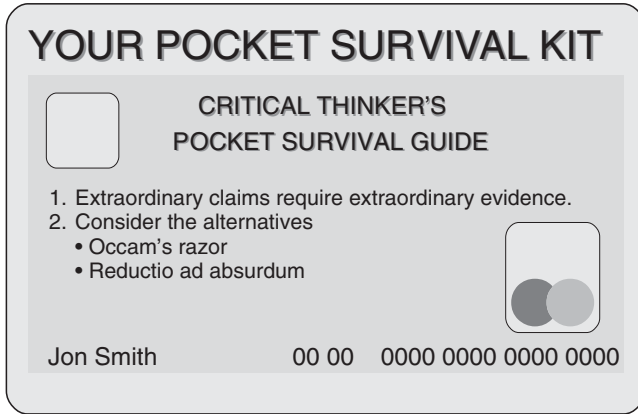 YOUR POCKET SURVIVAL KIT
CRITICAL THINKER'S
POCKET SURVIVAL GUIDE
1. Extraordinary claims require extraordinary evidence.
2. Consider the alternatives
• Occam's razor
• Reductio ad absurdum
Jon Smith 00 00 0000 0000 0000 0000